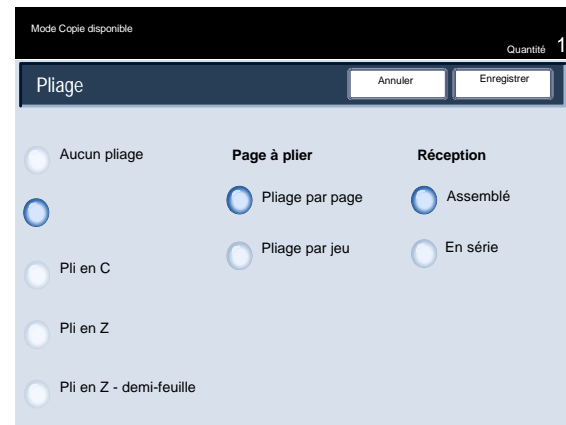 Mode Copie disponible
Quantité 1
Pliage
Annuler
Enregistrer
Aucun pliage
Page à plier
Réception
Pliage par page
Assemblé
Pliage par jeu
En série
Pli en C
Pli en Z
Pli en Z - demi-feuille